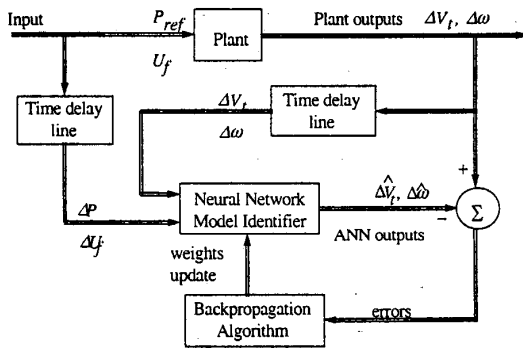 Input
P_ref
Plant outputs ΔV_t, Δω
Plant
U_f
Time delay
line
ΔV_t
Δω
Time delay
line
+
ΔV̂_t, Δω̂
Σ
−
ΔP
ΔU_f
Neural Network
Model Identifier
ANN outputs
weights
update
Backpropagation
Algorithm
errors